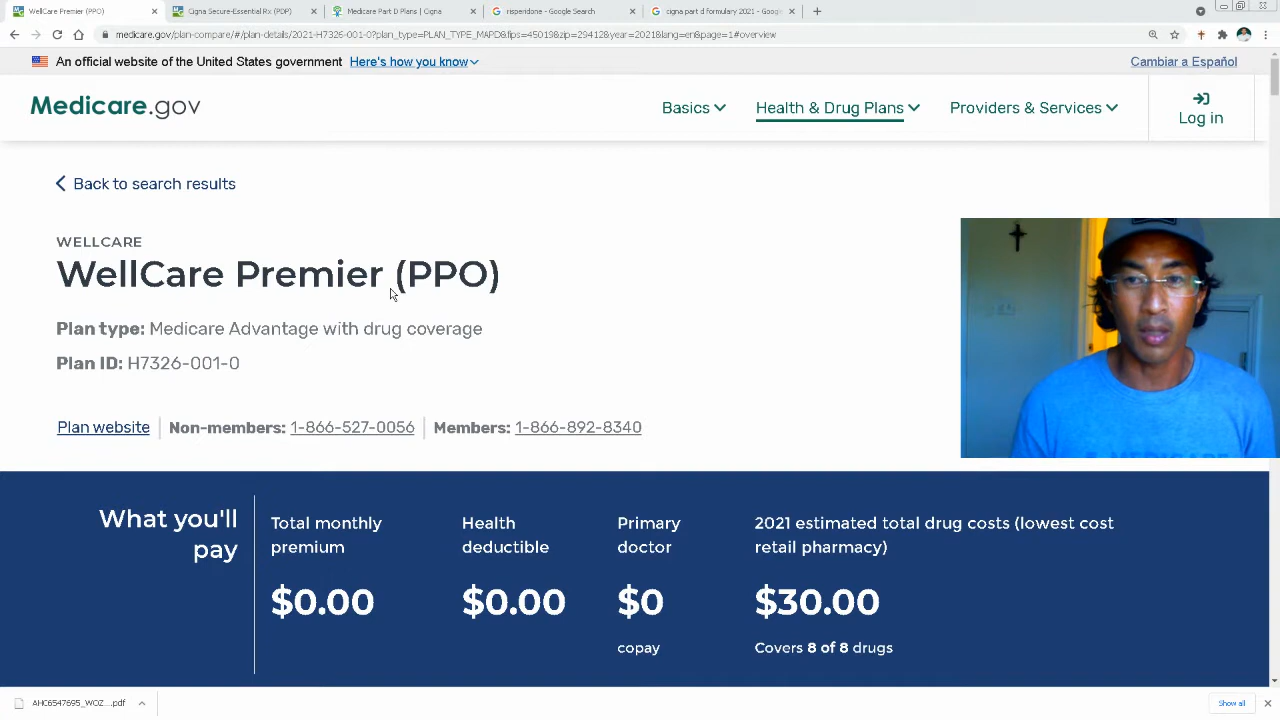 WellCare Premier (PPO)
Cigna Secure-Essential Rx (PDP)
Medicare Part D Plans | Cigna
risperidone - Google Search
cigna part d formulary 2021 - Goog
medicare.gov/plan-compare/#/plan-details/2021-H7326-001-0?plan_type=PLAN_TYPE_MAPD&fips=45019&zip=29412&year=2021&lang=en&page=1#overview
An official website of the United States government Here's how you know
Cambiar a Español
Medicare.gov
Basics
Health & Drug Plans
Providers & Services
Log in
Back to search results
WELLCARE
WellCare Premier (PPO)
Plan type: Medicare Advantage with drug coverage
Plan ID: H7326-001-0
Plan website Non-members: 1-866-527-0056 Members: 1-866-892-8340
What you'll
pay
Total monthly
premium
$0.00
Health
deductible
$0.00
Primary
doctor
$0
copay
2021 estimated total drug costs (lowest cost
retail pharmacy)
$30.00
Covers 8 of 8 drugs
AHC6547695_WOZ....pdf
Show all